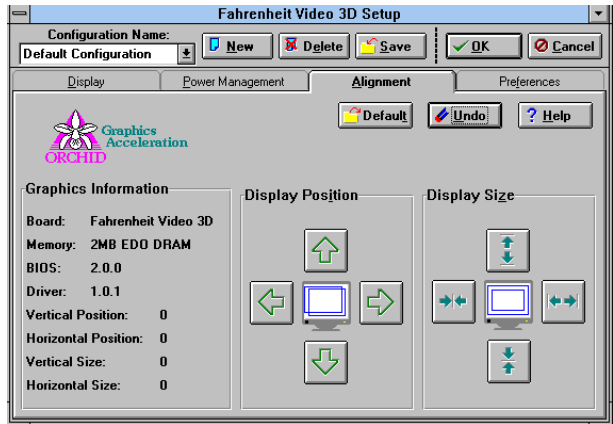 Fahrenheit Video 3D Setup
Configuration Name:
Default Configuration
New
Delete
Save
OK
Cancel
Display
Power Management
Alignment
Preferences
Default
Undo
? Help
Graphics
Acceleration
ORCHID
Graphics Information
Board: Fahrenheit Video 3D
Memory: 2MB EDO DRAM
BIOS: 2.0.0
Driver: 1.0.1
Vertical Position: 0
Horizontal Position: 0
Vertical Size: 0
Horizontal Size: 0
Display Position
Display Size